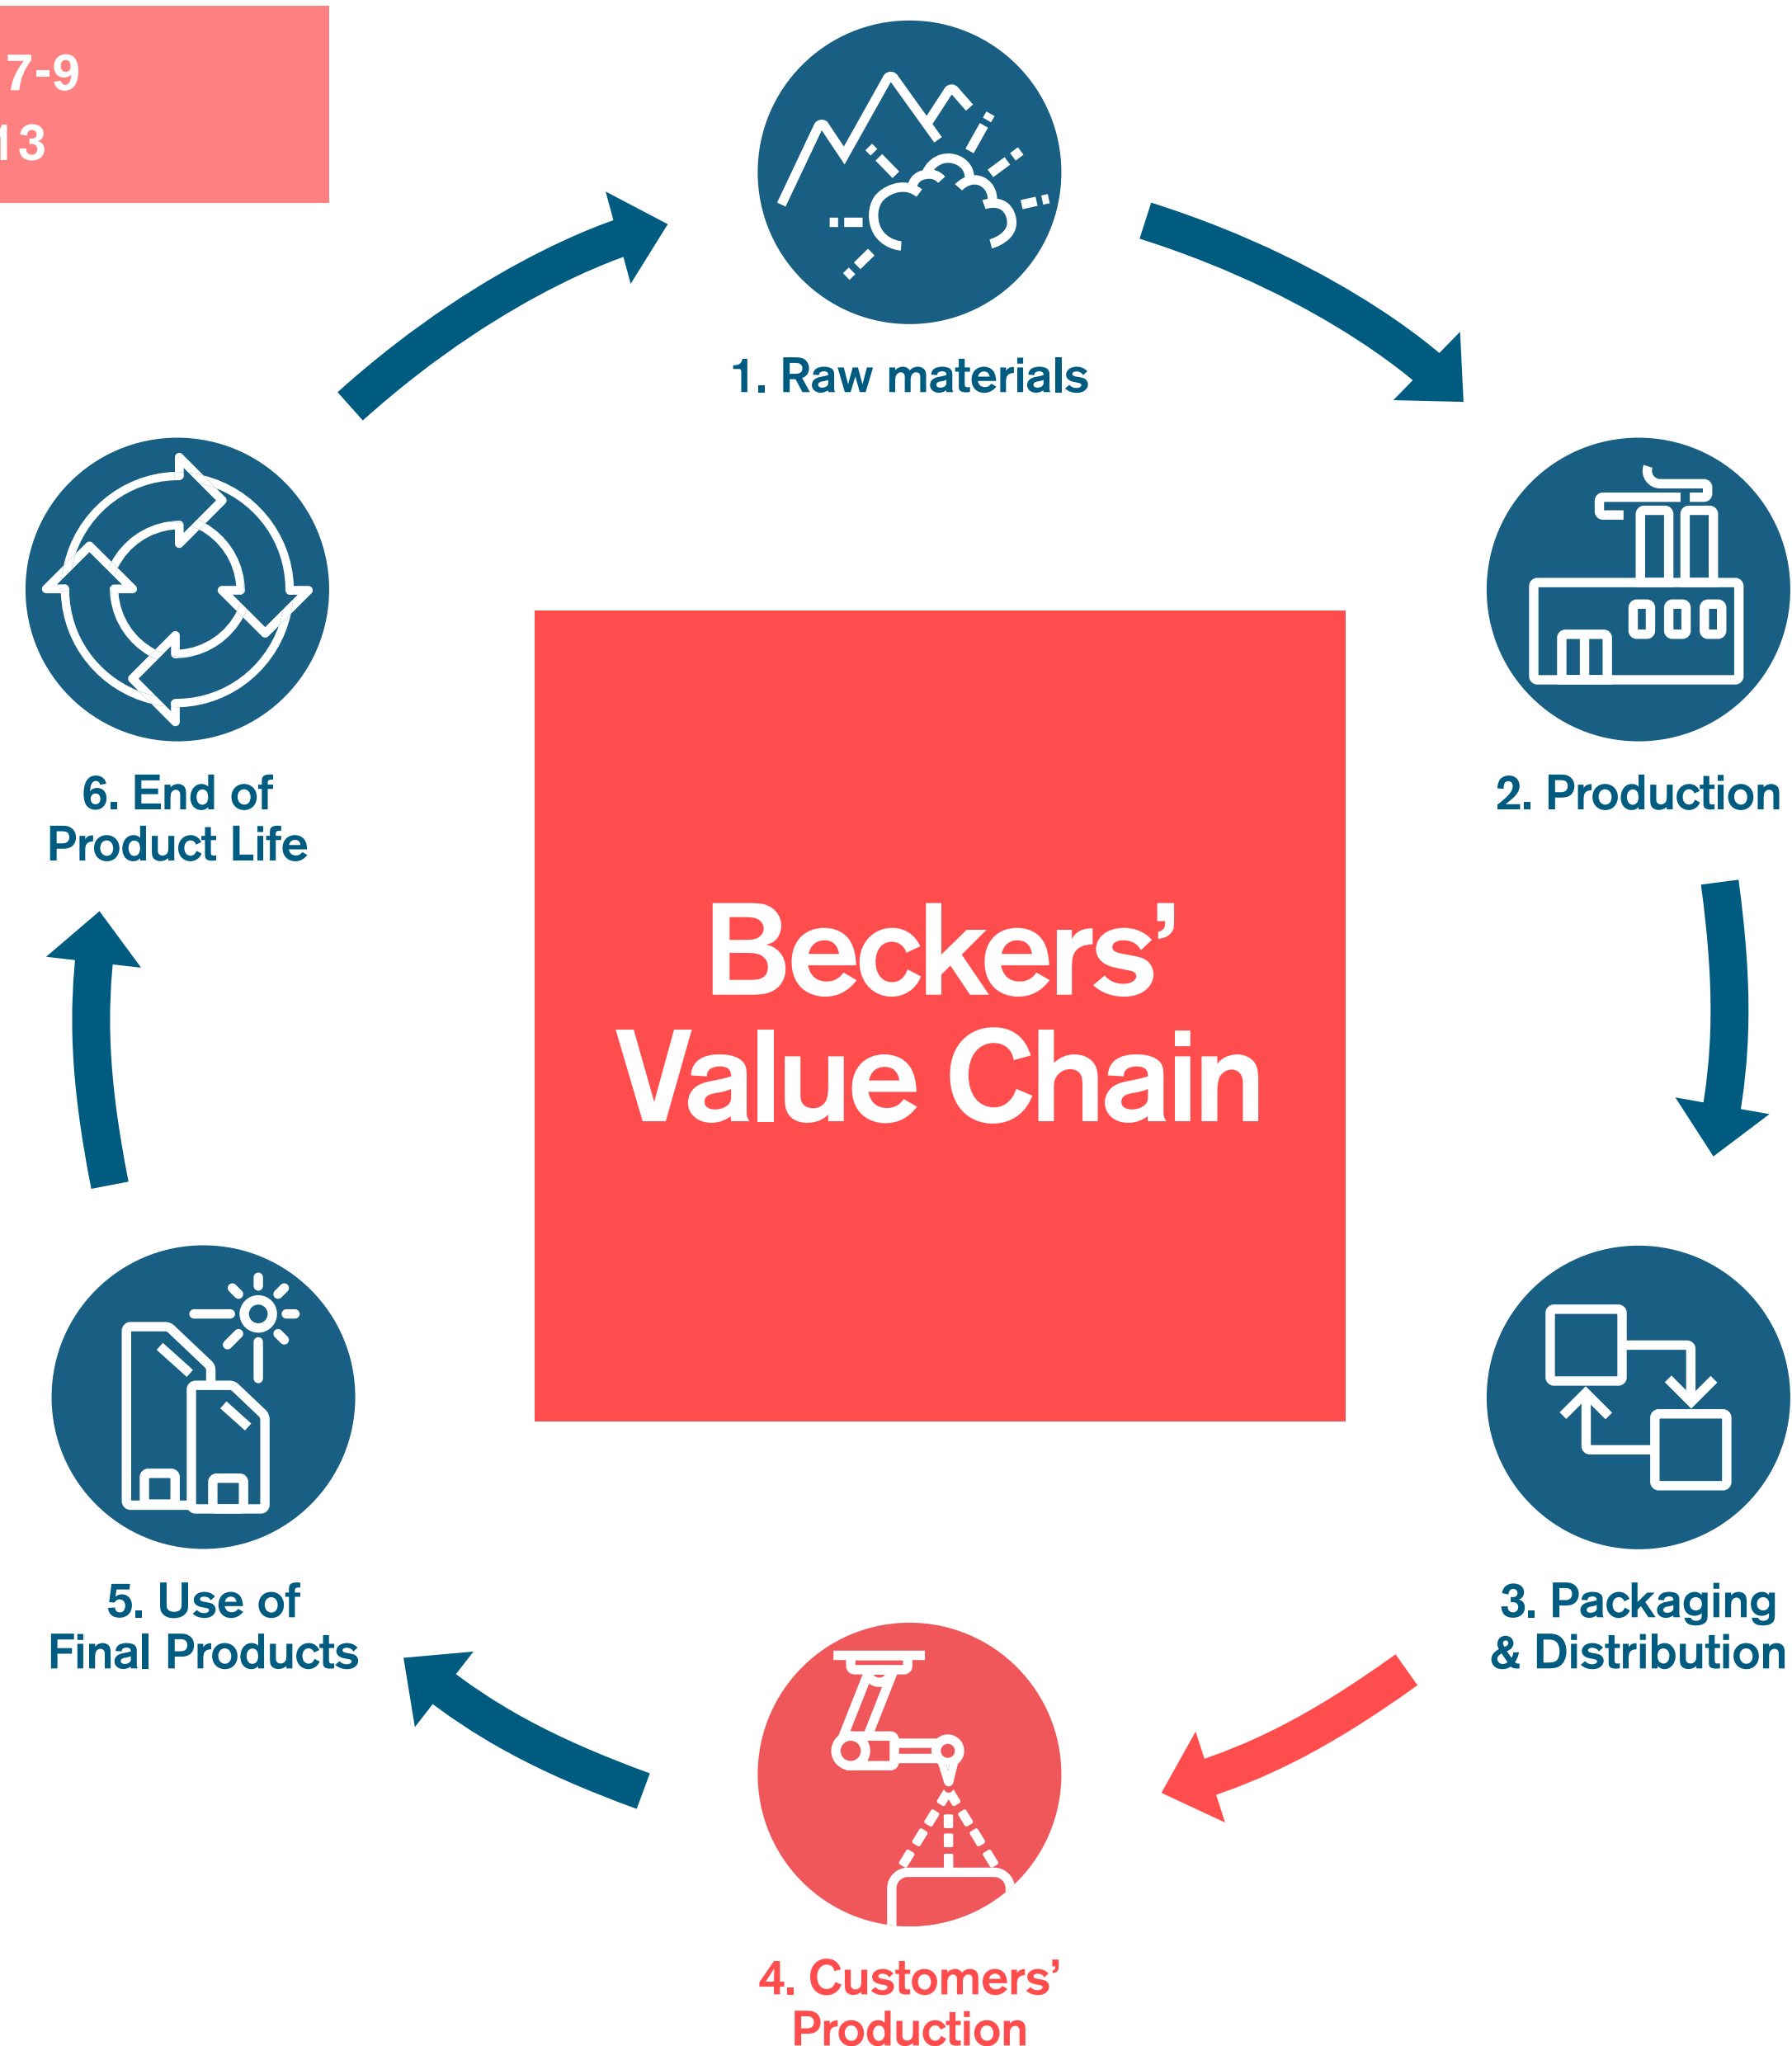 7-9
13
1. Raw materials
6. End of
Product Life
2. Production
Beckers’
Value Chain
5. Use of
Final Products
3. Packaging
& Distribution
4. Customers’
Production